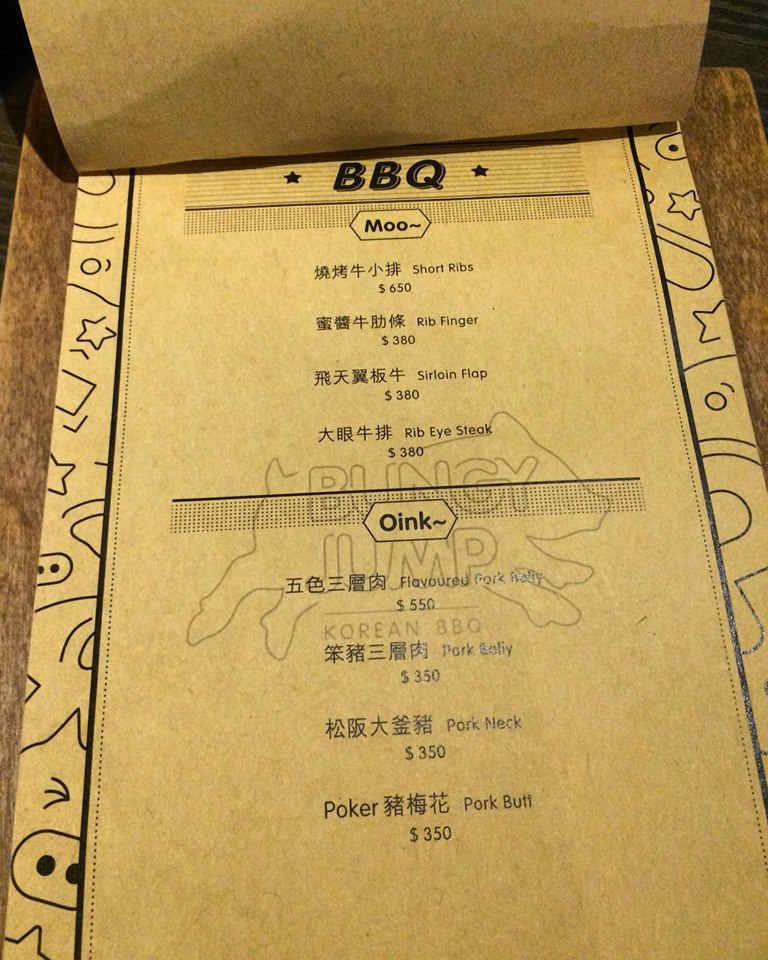 ★ BBQ ★
Moo~
燒烤牛小排 Short Ribs
$ 650
蜜醬牛肋條 Rib Finger
$ 380
飛天翼板牛 Sirloin Flap
$ 380
大眼牛排 Rib Eye Steak
$ 380
BUNGY
JUMP
KOREAN BBQ
Oink~
五色三層肉 Flavoured Pork Belly
$ 550
笨豬三層肉 Pork Belly
$ 350
松阪大釜豬 Pork Neck
$ 350
Poker 豬梅花 Pork Butt
$ 350